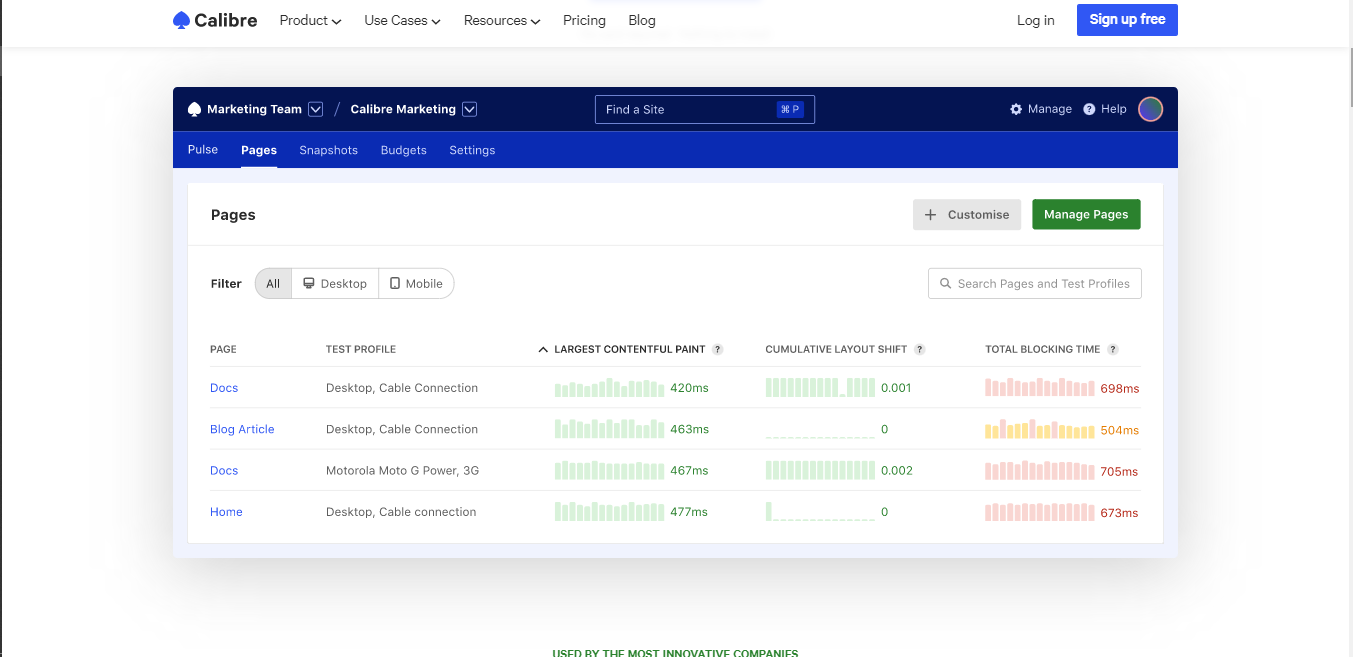 Calibre Product Use Cases Resources Pricing Blog Log in Sign up free
Marketing Team / Calibre Marketing Find a Site ⌘ P Manage ? Help
Pulse Pages Snapshots Budgets Settings
Pages + Customise Manage Pages
Filter All Desktop Mobile Search Pages and Test Profiles
PAGE TEST PROFILE LARGEST CONTENTFUL PAINT ? CUMULATIVE LAYOUT SHIFT ? TOTAL BLOCKING TIME ?
Docs Desktop, Cable Connection 420ms 0.001 698ms
Blog Article Desktop, Cable Connection 463ms 0 504ms
Docs Motorola Moto G Power, 3G 467ms 0.002 705ms
Home Desktop, Cable connection 477ms 0 673ms
USED BY THE MOST INNOVATIVE COMPANIES